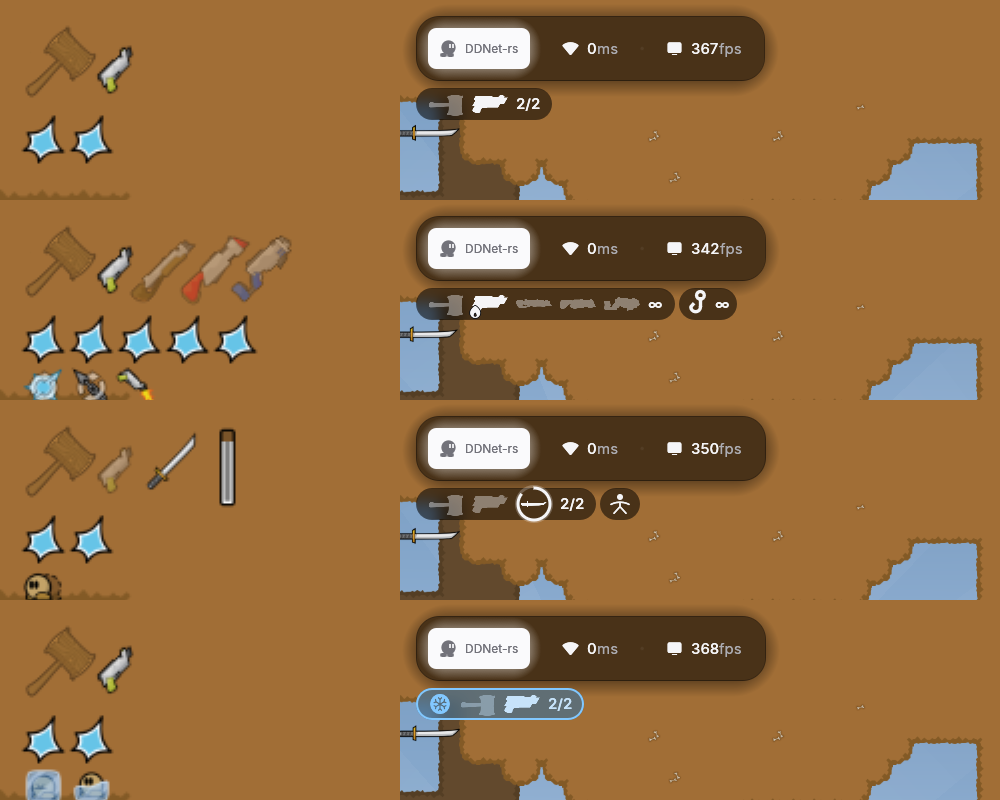 DDNet-rs 0ms 367fps
2/2
DDNet-rs 0ms 342fps
∞ ∞
DDNet-rs 0ms 350fps
2/2
DDNet-rs 0ms 368fps
2/2